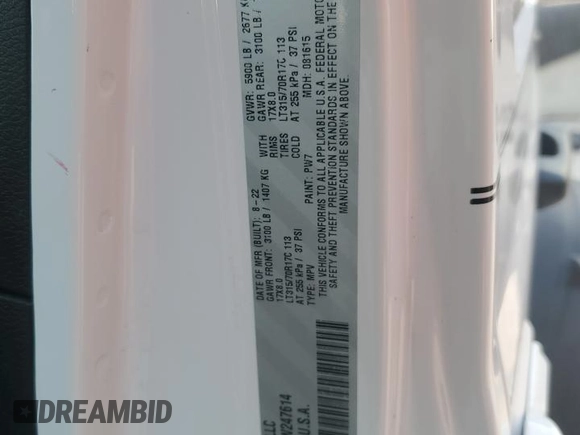 LLC
DATE OF MFR (BUILT): 8-22 GVWR: 5900 LB / 2677 KG
GAWR FRONT: 3100 LB / 1407 KG WITH GAWR REAR: 3100 LB /
17X8.0 RIMS 17X8.0
LT315/70R17C 113 TIRES LT315/70R17C 113
AT 255 kPa / 37 PSI COLD AT 255 kPa / 37 PSI
TYPE: MPV PAINT: PW7 MDH: 081615
THIS VEHICLE CONFORMS TO ALL APPLICABLE U.S.A. FEDERAL MOTOR
SAFETY AND THEFT PREVENTION STANDARDS IN EFFECT ON THE
MANUFACTURE SHOWN ABOVE.
W247614
U.S.A.
DREAMBID